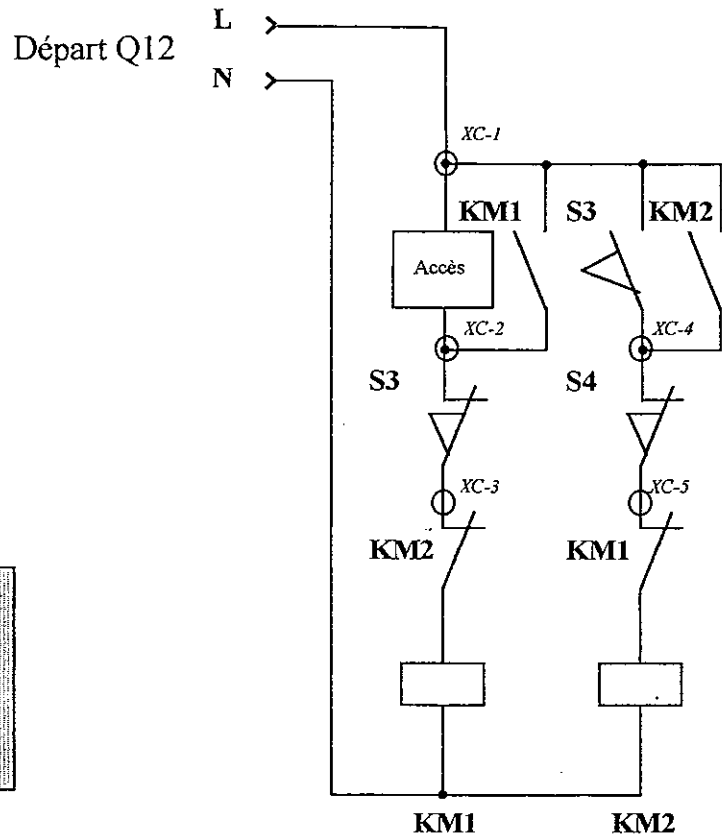 L
Départ Q12
N
XC-1
KM1 S3 KM2
Accès
XC-2 XC-4
S3 S4
XC-3 XC-5
KM2 KM1
KM1 KM2